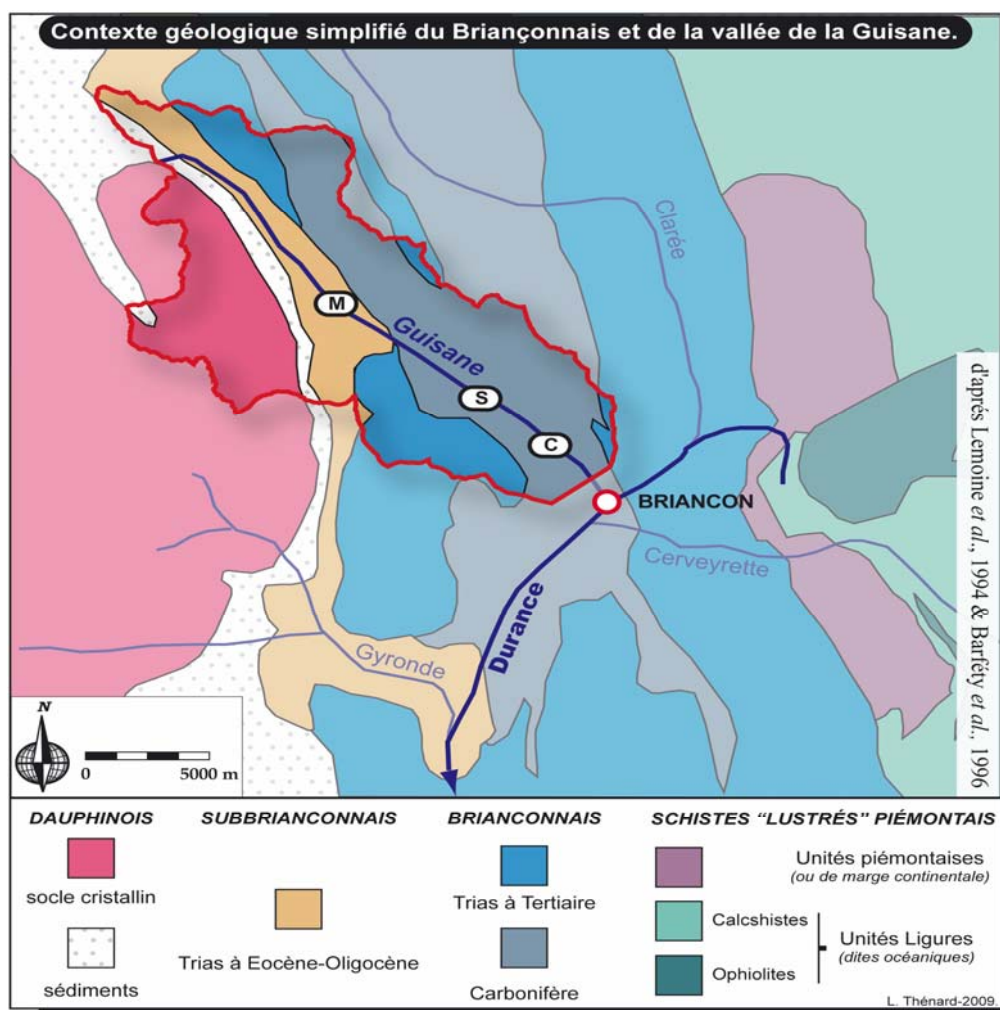 Contexte géologique simplifié du Briançonnais et de la vallée de la Guisane.
Clarée
M
Guisane
S
C
BRIANCON
Cerveyrette
Durance
Gyronde
d'aprés Lemoine et al., 1994 & Barféty et al., 1996
N
0 5000 m
DAUPHINOIS
socle cristallin
sédiments
SUBBRIANCONNAIS
Trias à Eocène-Oligocène
BRIANCONNAIS
Trias à Tertiaire
Carbonifère
SCHISTES "LUSTRÉS" PIÉMONTAIS
Unités piémontaises
(ou de marge continentale)
Calcshistes
Ophiolites
Unités Ligures
(dites océaniques)
L. Thénard-2009.